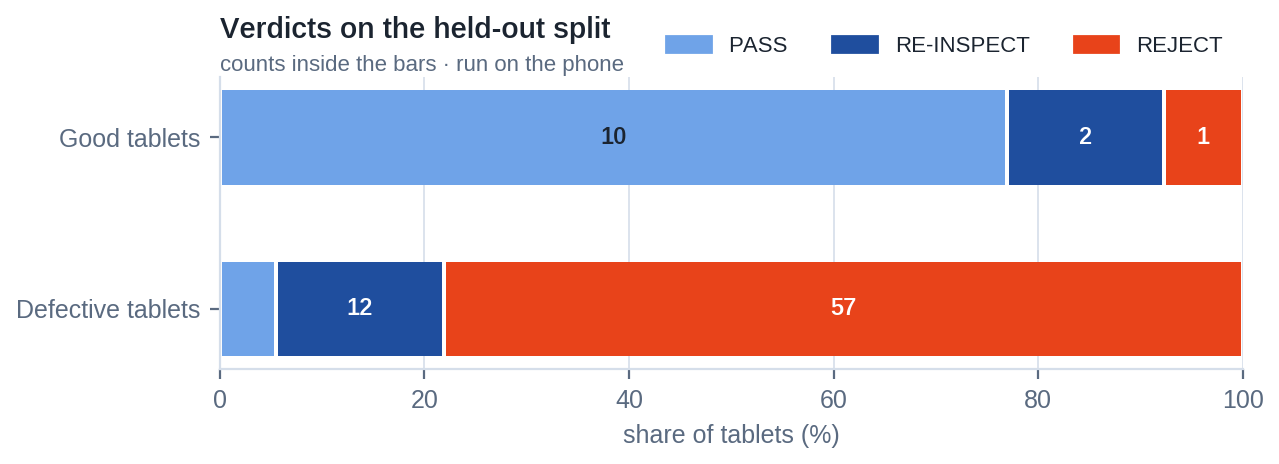 Verdicts on the held-out split
counts inside the bars · run on the phone
PASS
RE-INSPECT
REJECT
Good tablets
10
2
1
Defective tablets
12
57
0
20
40
60
80
100
share of tablets (%)